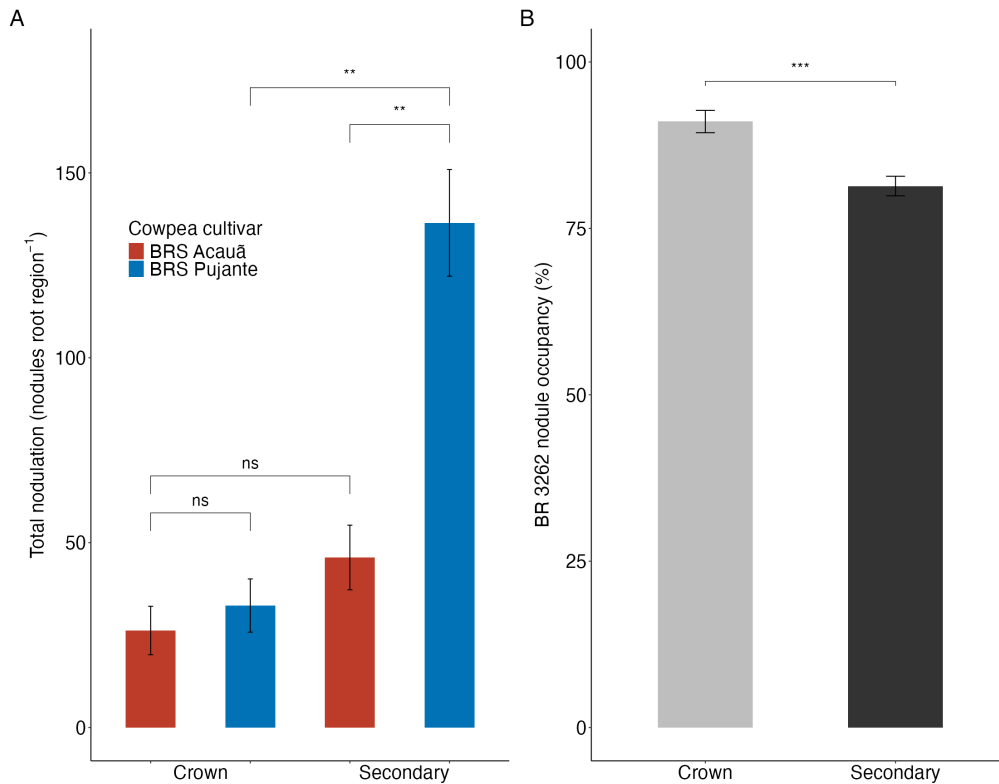 A
Total nodulation (nodules root region⁻¹)
0
50
100
150
Cowpea cultivar
BRS Acauã
BRS Pujante
**
**
ns
ns
Crown Secondary
B
BR 3262 nodule occupancy (%)
0
25
50
75
100
***
Crown Secondary